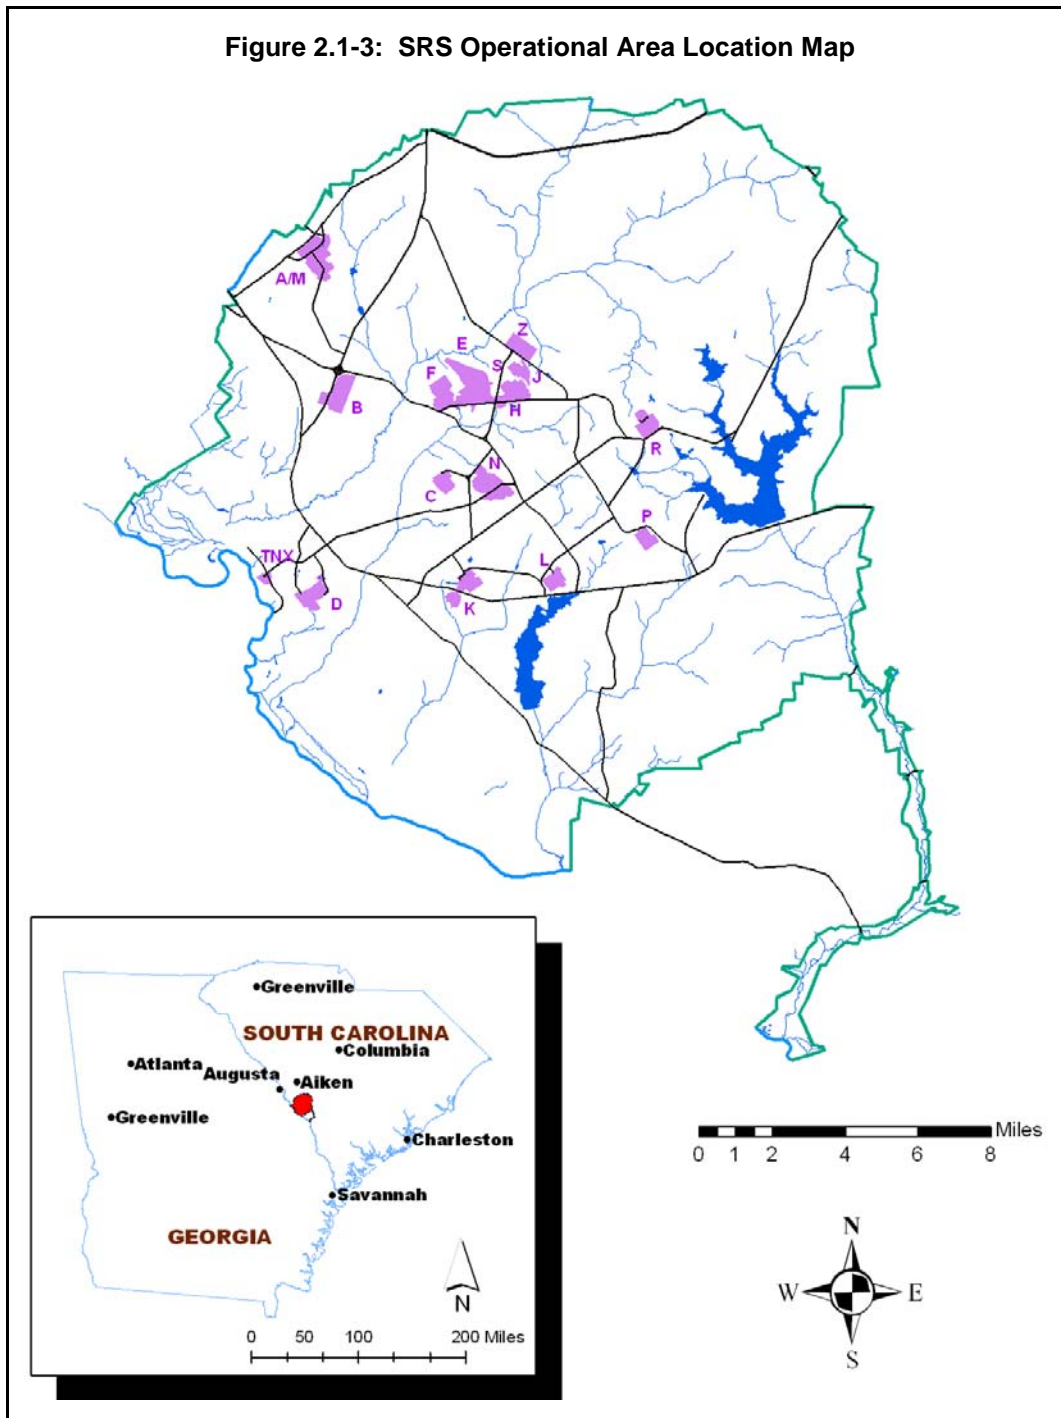 Figure 2.1-3: SRS Operational Area Location Map
A/M
Z
E
S
F
J
B
H
R
N
C
P
TNX
L
D
K
Greenville
SOUTH CAROLINA
Columbia
Atlanta
Augusta
Aiken
Greenville
Charleston
Savannah
GEORGIA
N
0 50 100 200 Miles
Miles
0 1 2 4 6 8
N
W E
S